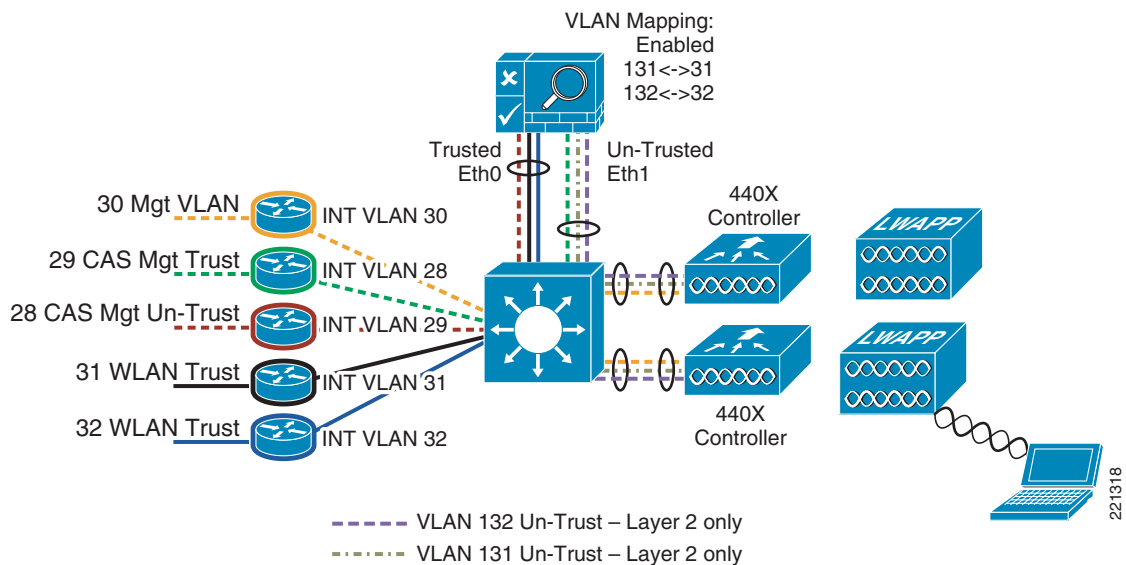 VLAN Mapping:
Enabled
131<->31
132<->32
Trusted
Eth0
Un-Trusted
Eth1
440X
Controller
LWAPP
30 Mgt VLAN
INT VLAN 30
29 CAS Mgt Trust
INT VLAN 28
28 CAS Mgt Un-Trust
INT VLAN 29
LWAPP
31 WLAN Trust
INT VLAN 31
32 WLAN Trust
INT VLAN 32
440X
Controller
221318
VLAN 132 Un-Trust – Layer 2 only
VLAN 131 Un-Trust – Layer 2 only